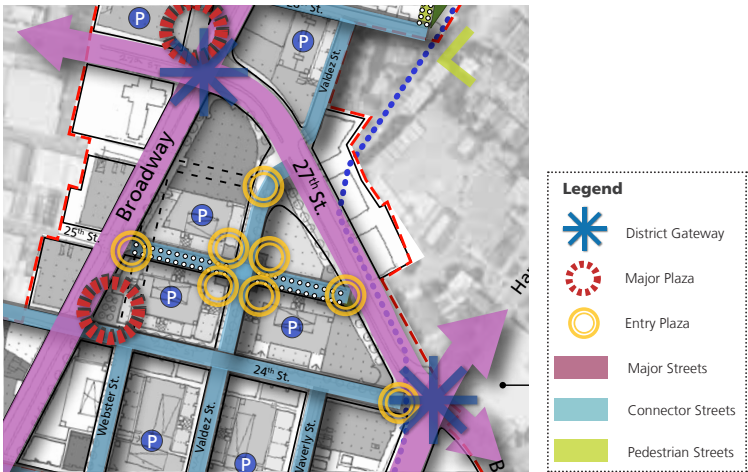 P
P
Valdez St.
27th St.
Broadway
P
25th St.
P
P
24th St.
Webster St.
Valdez St.
Waverly St.
P
P
Legend
District Gateway
Major Plaza
Entry Plaza
Major Streets
Connector Streets
Pedestrian Streets